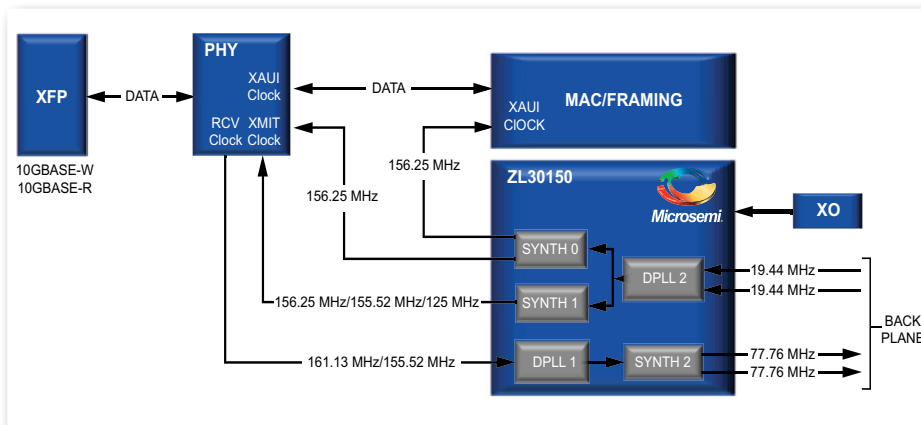 PHY
XFP
DATA
XAUI
Clock
RCV XMIT
Clock Clock
10GBASE-W
10GBASE-R
DATA
MAC/FRAMING
XAUI
ClOCK
156.25 MHz
156.25 MHz
ZL30150
Microsemi.
XO
SYNTH 0
DPLL 2
19.44 MHz
19.44 MHz
156.25 MHz/155.52 MHz/125 MHz
SYNTH 1
BACK
PLANE
161.13 MHz/155.52 MHz
DPLL 1
SYNTH 2
77.76 MHz
77.76 MHz